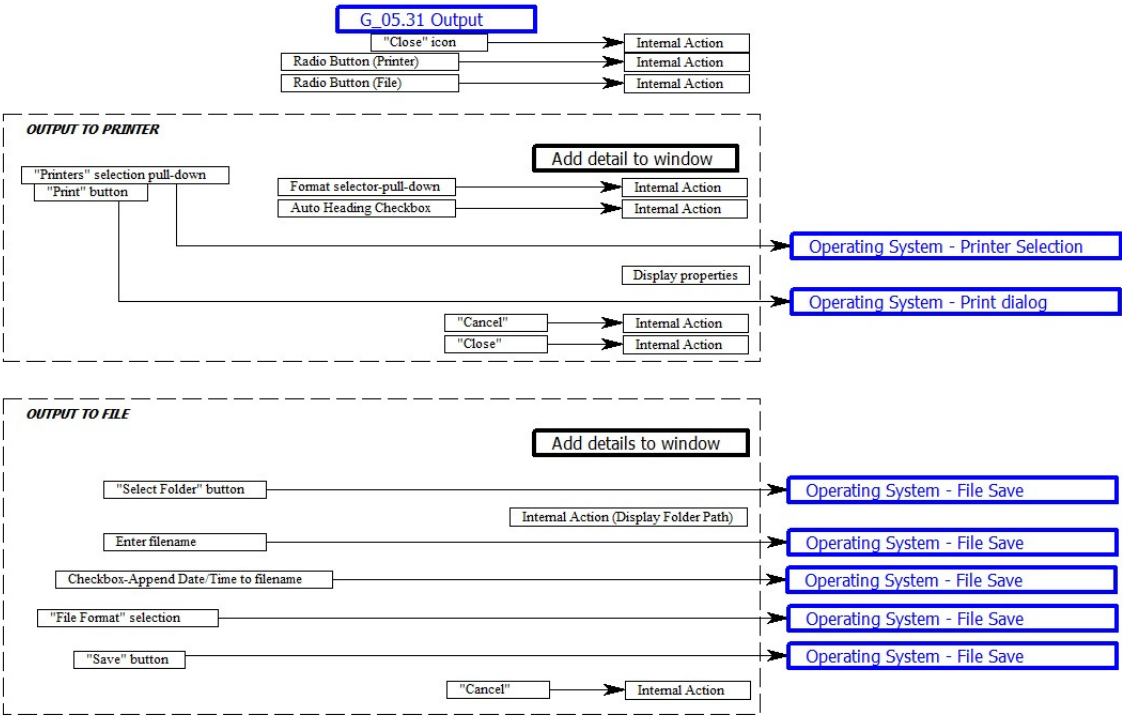 G_05.31 Output
"Close" icon
Internal Action
Radio Button (Printer)
Internal Action
Radio Button (File)
Internal Action
OUTPUT TO PRINTER
Add detail to window
"Printers" selection pull-down
"Print" button
Format selector-pull-down
Internal Action
Auto Heading Checkbox
Internal Action
Operating System - Printer Selection
Display properties
Operating System - Print dialog
"Cancel"
Internal Action
"Close"
Internal Action
OUTPUT TO FILE
Add details to window
"Select Folder" button
Operating System - File Save
Internal Action (Display Folder Path)
Enter filename
Operating System - File Save
Checkbox-Append Date/Time to filename
Operating System - File Save
"File Format" selection
Operating System - File Save
"Save" button
Operating System - File Save
"Cancel"
Internal Action